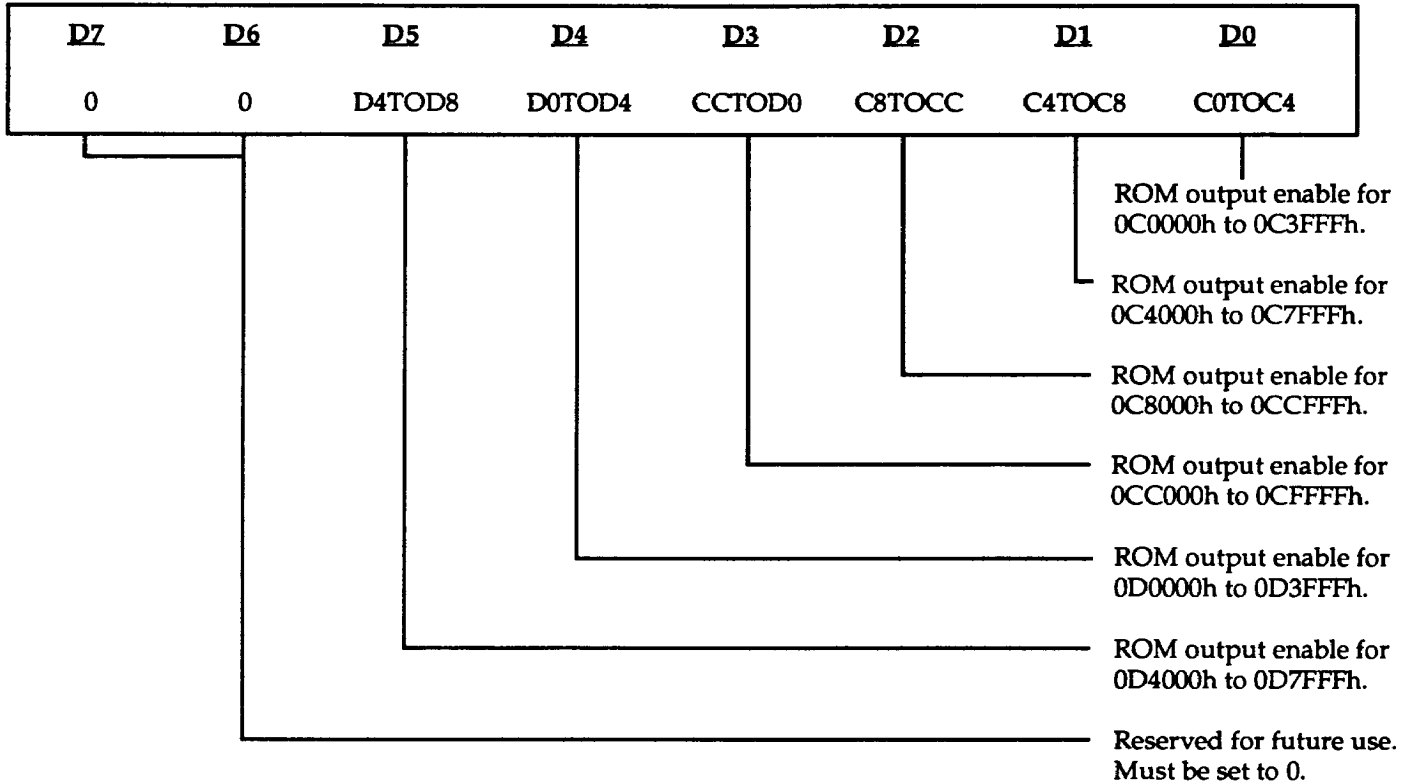 D7 D6 D5 D4 D3 D2 D1 D0
0 0 D4TOD8 D0TOD4 CCTOD0 C8TOCC C4TOC8 C0TOC4
ROM output enable for
0C0000h to 0C3FFFh.
ROM output enable for
0C4000h to 0C7FFFh.
ROM output enable for
0C8000h to 0CCFFFh.
ROM output enable for
0CC000h to 0CFFFFh.
ROM output enable for
0D0000h to 0D3FFFh.
ROM output enable for
0D4000h to 0D7FFFh.
Reserved for future use.
Must be set to 0.